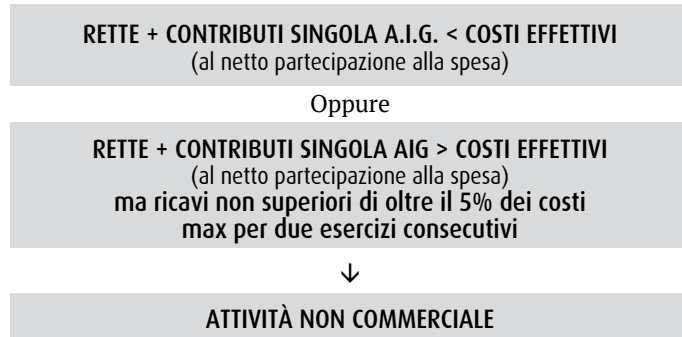 RETTE + CONTRIBUTI SINGOLA A.I.G. < COSTI EFFETTIVI
(al netto partecipazione alla spesa)
Oppure
RETTE + CONTRIBUTI SINGOLA AIG > COSTI EFFETTIVI
(al netto partecipazione alla spesa)
ma ricavi non superiori di oltre il 5% dei costi
max per due esercizi consecutivi
↓
ATTIVITÀ NON COMMERCIALE